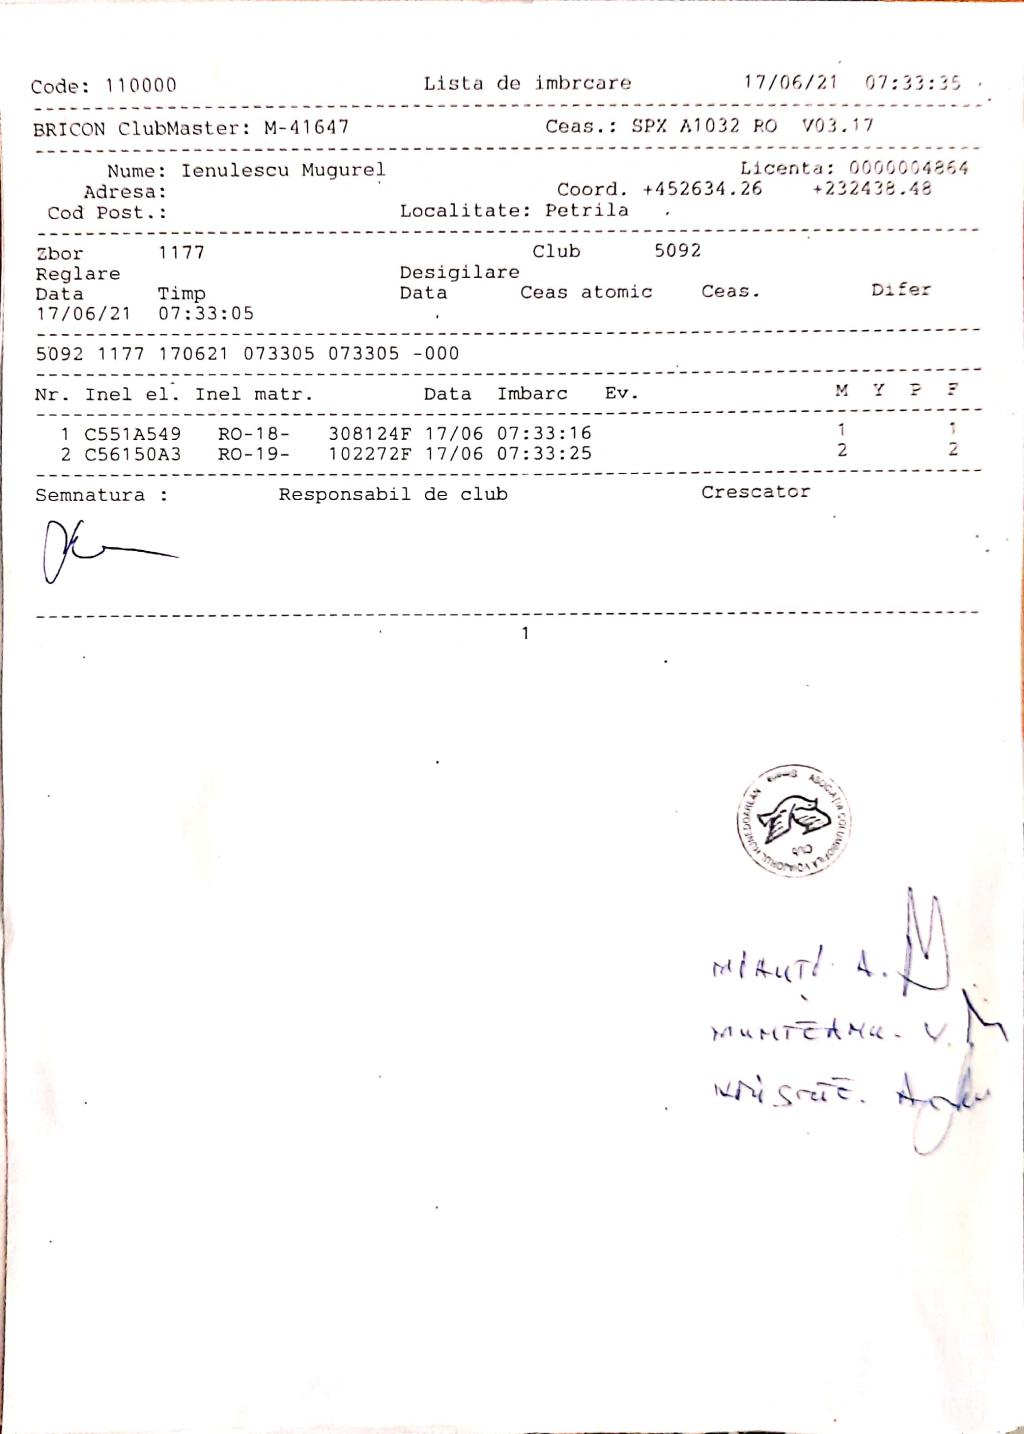 Code: 110000 Lista de imbrcare 17/06/21 07:33:35
BRICON ClubMaster: M-41647 Ceas.: SPX A1032 RO V03.17
Nume: Ienulescu Mugurel Licenta: 0000004864
Adresa: Coord. +452634.26 +232438.48
Cod Post.: Localitate: Petrila
Zbor 1177 Club 5092
Reglare Desigilare
Data Timp Data Ceas atomic Ceas. Difer
17/06/21 07:33:05
5092 1177 170621 073305 073305 -000
Nr. Inel el. Inel matr. Data Imbarc Ev. M Y P F
1 C551A549 RO-18- 308124F 17/06 07:33:16 1 1
2 C56150A3 RO-19- 102272F 17/06 07:33:25 2 2
Semnatura : Responsabil de club Crescator
1
ASOCIAŢIA COLUMBOFILĂ VOIAJORUL HUNEDOREAN
MUNTEANU. V.